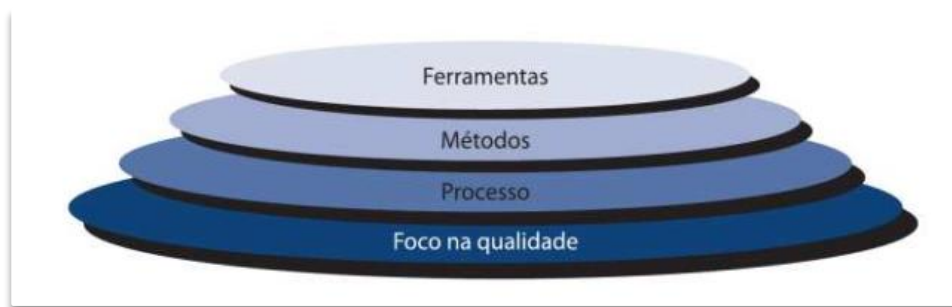 Ferramentas
Métodos
Processo
Foco na qualidade